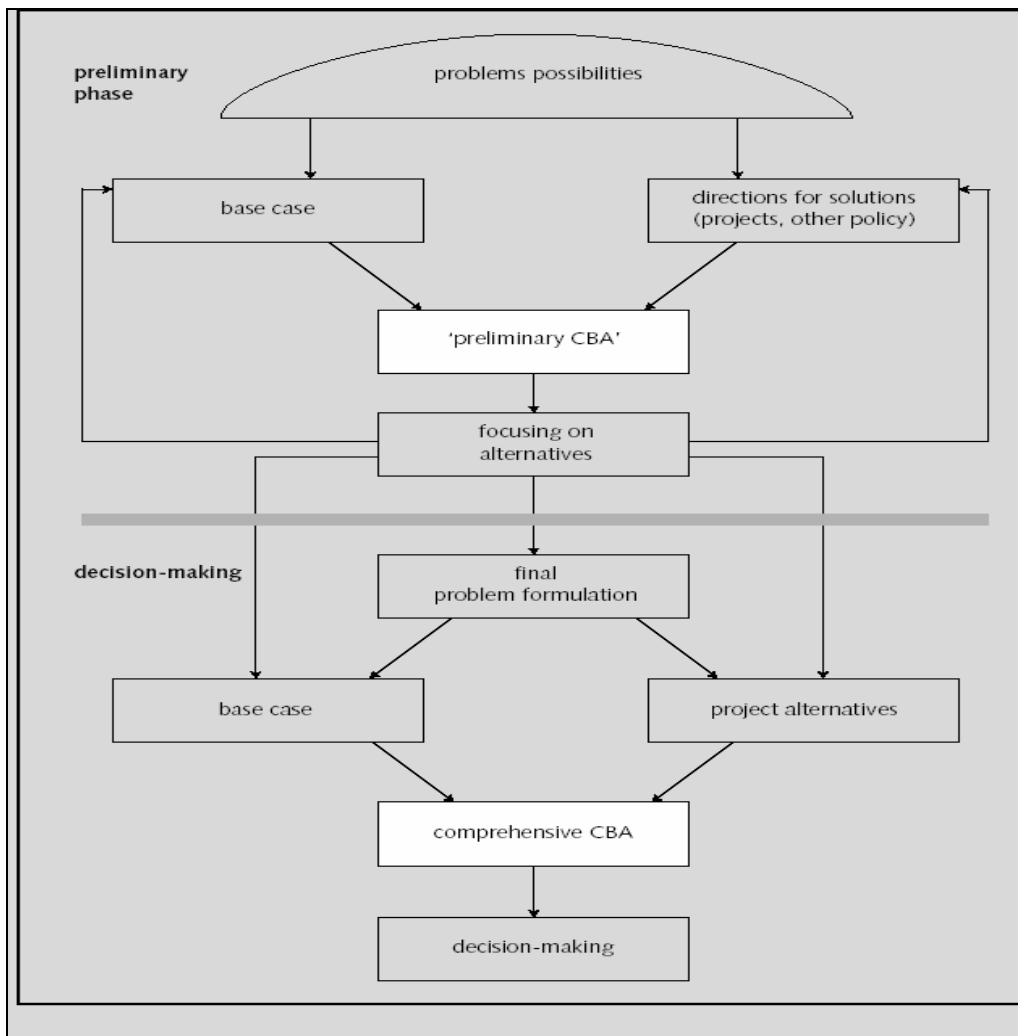 problems possibilities
preliminary
phase
base case
directions for solutions
(projects, other policy)
‘preliminary CBA’
focusing on
alternatives
decision-making
final
problem formulation
base case
project alternatives
comprehensive CBA
decision-making